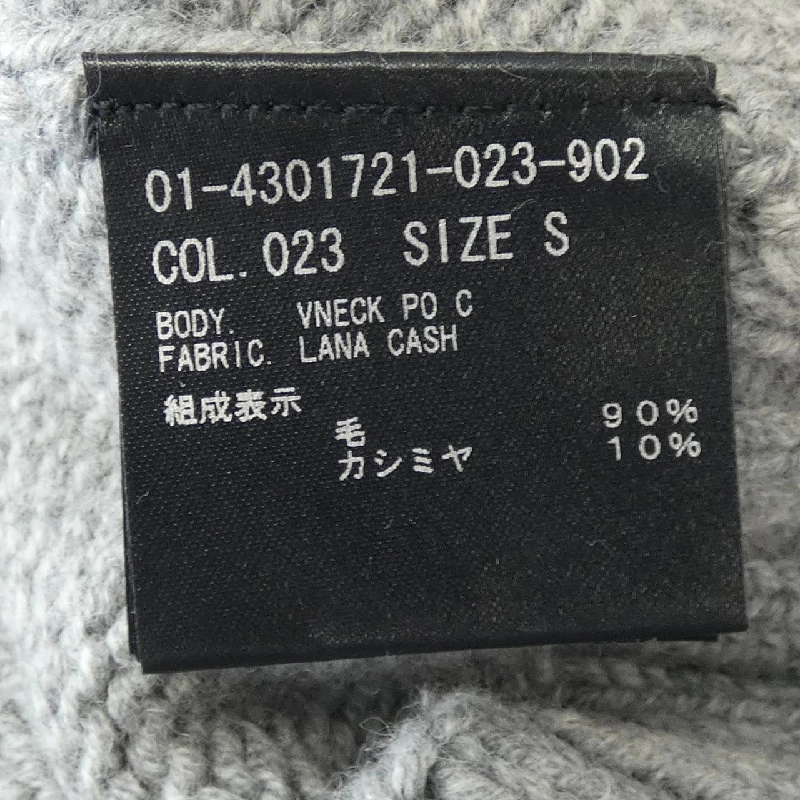 01-4301721-023-902
COL. 023 SIZE S
BODY. VNECK PO C
FABRIC. LANA CASH
組成表示
毛 90%
カシミヤ 10%